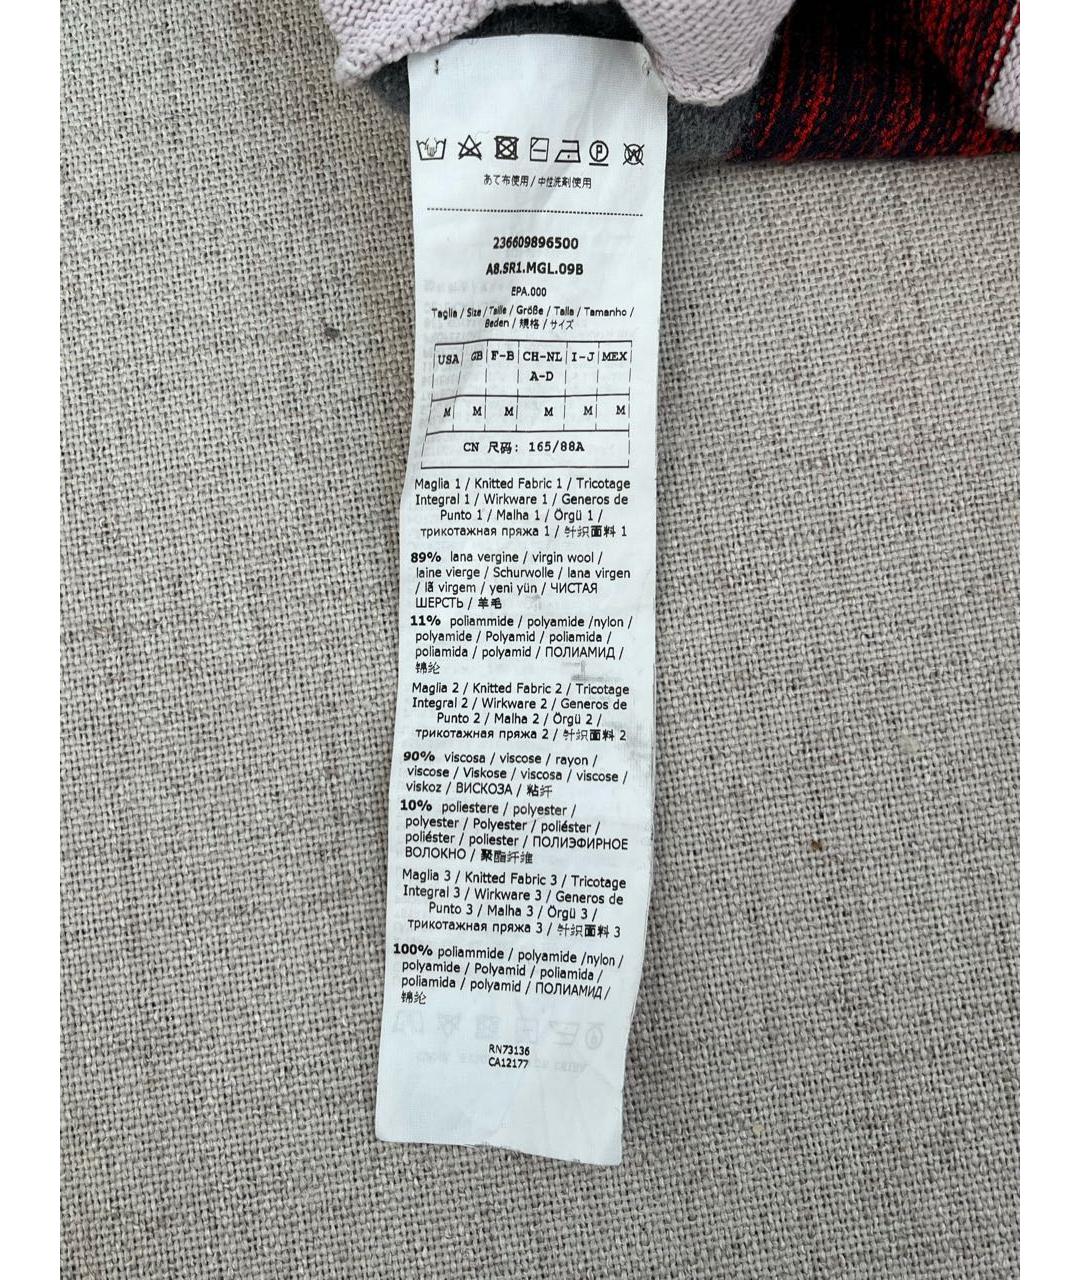 あて布使用/中性洗剤使用
236609896500
A8.SR1.MGL.09B
EPA.000
Taglia / Size / Taille / Größe / Talla / Tamanho /
Beden / 規格 / サイズ
USA GB F-B CH-NL I-J MEX
A-D
M M M M M M
CN 尺码: 165/88A
Maglia 1 / Knitted Fabric 1 / Tricotage
Integral 1 / Wirkware 1 / Generos de
Punto 1 / Malha 1 / Örgü 1 /
трикотажная пряжа 1 / 针织面料 1
89% lana vergine / virgin wool /
laine vierge / Schurwolle / lana virgen
/ lã virgem / yeni yün / ЧИСТАЯ
ШЕРСТЬ / 羊毛
11% poliammide / polyamide /nylon /
polyamide / Polyamid / poliamida /
poliamida / polyamid / ПОЛИАМИД /
锦纶
Maglia 2 / Knitted Fabric 2 / Tricotage
Integral 2 / Wirkware 2 / Generos de
Punto 2 / Malha 2 / Örgü 2 /
трикотажная пряжа 2 / 针织面料 2
90% viscosa / viscose / rayon /
viscose / Viskose / viscosa / viscose /
viskoz / ВИСКОЗА / 粘纤
10% poliestere / polyester /
polyester / Polyester / poliéster /
poliéster / poliester / ПОЛИЭФИРНОЕ
ВОЛОКНО / 聚酯纤维
Maglia 3 / Knitted Fabric 3 / Tricotage
Integral 3 / Wirkware 3 / Generos de
Punto 3 / Malha 3 / Örgü 3 /
трикотажная пряжа 3 / 针织面料 3
100% poliammide / polyamide /nylon /
polyamide / Polyamid / poliamida /
poliamida / polyamid / ПОЛИАМИД /
锦纶
RN73136
CA12177